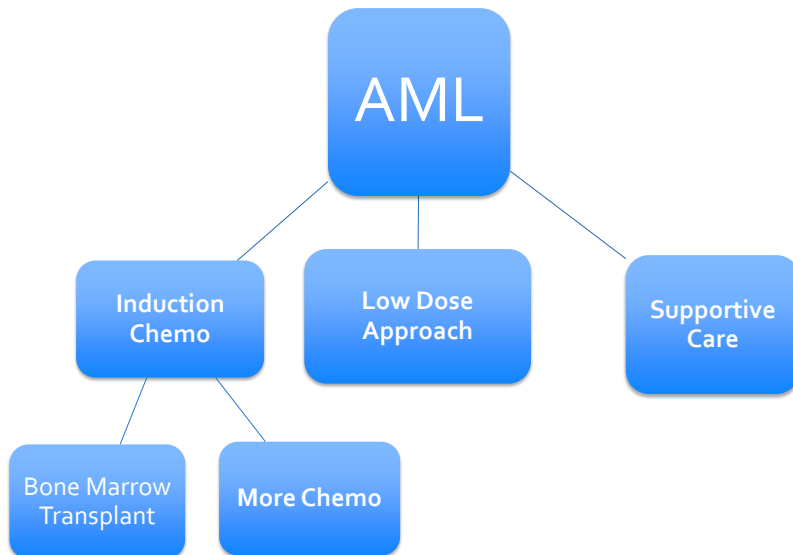 AML
Induction
Chemo
Low Dose
Approach
Supportive
Care
Bone Marrow
Transplant
More Chemo